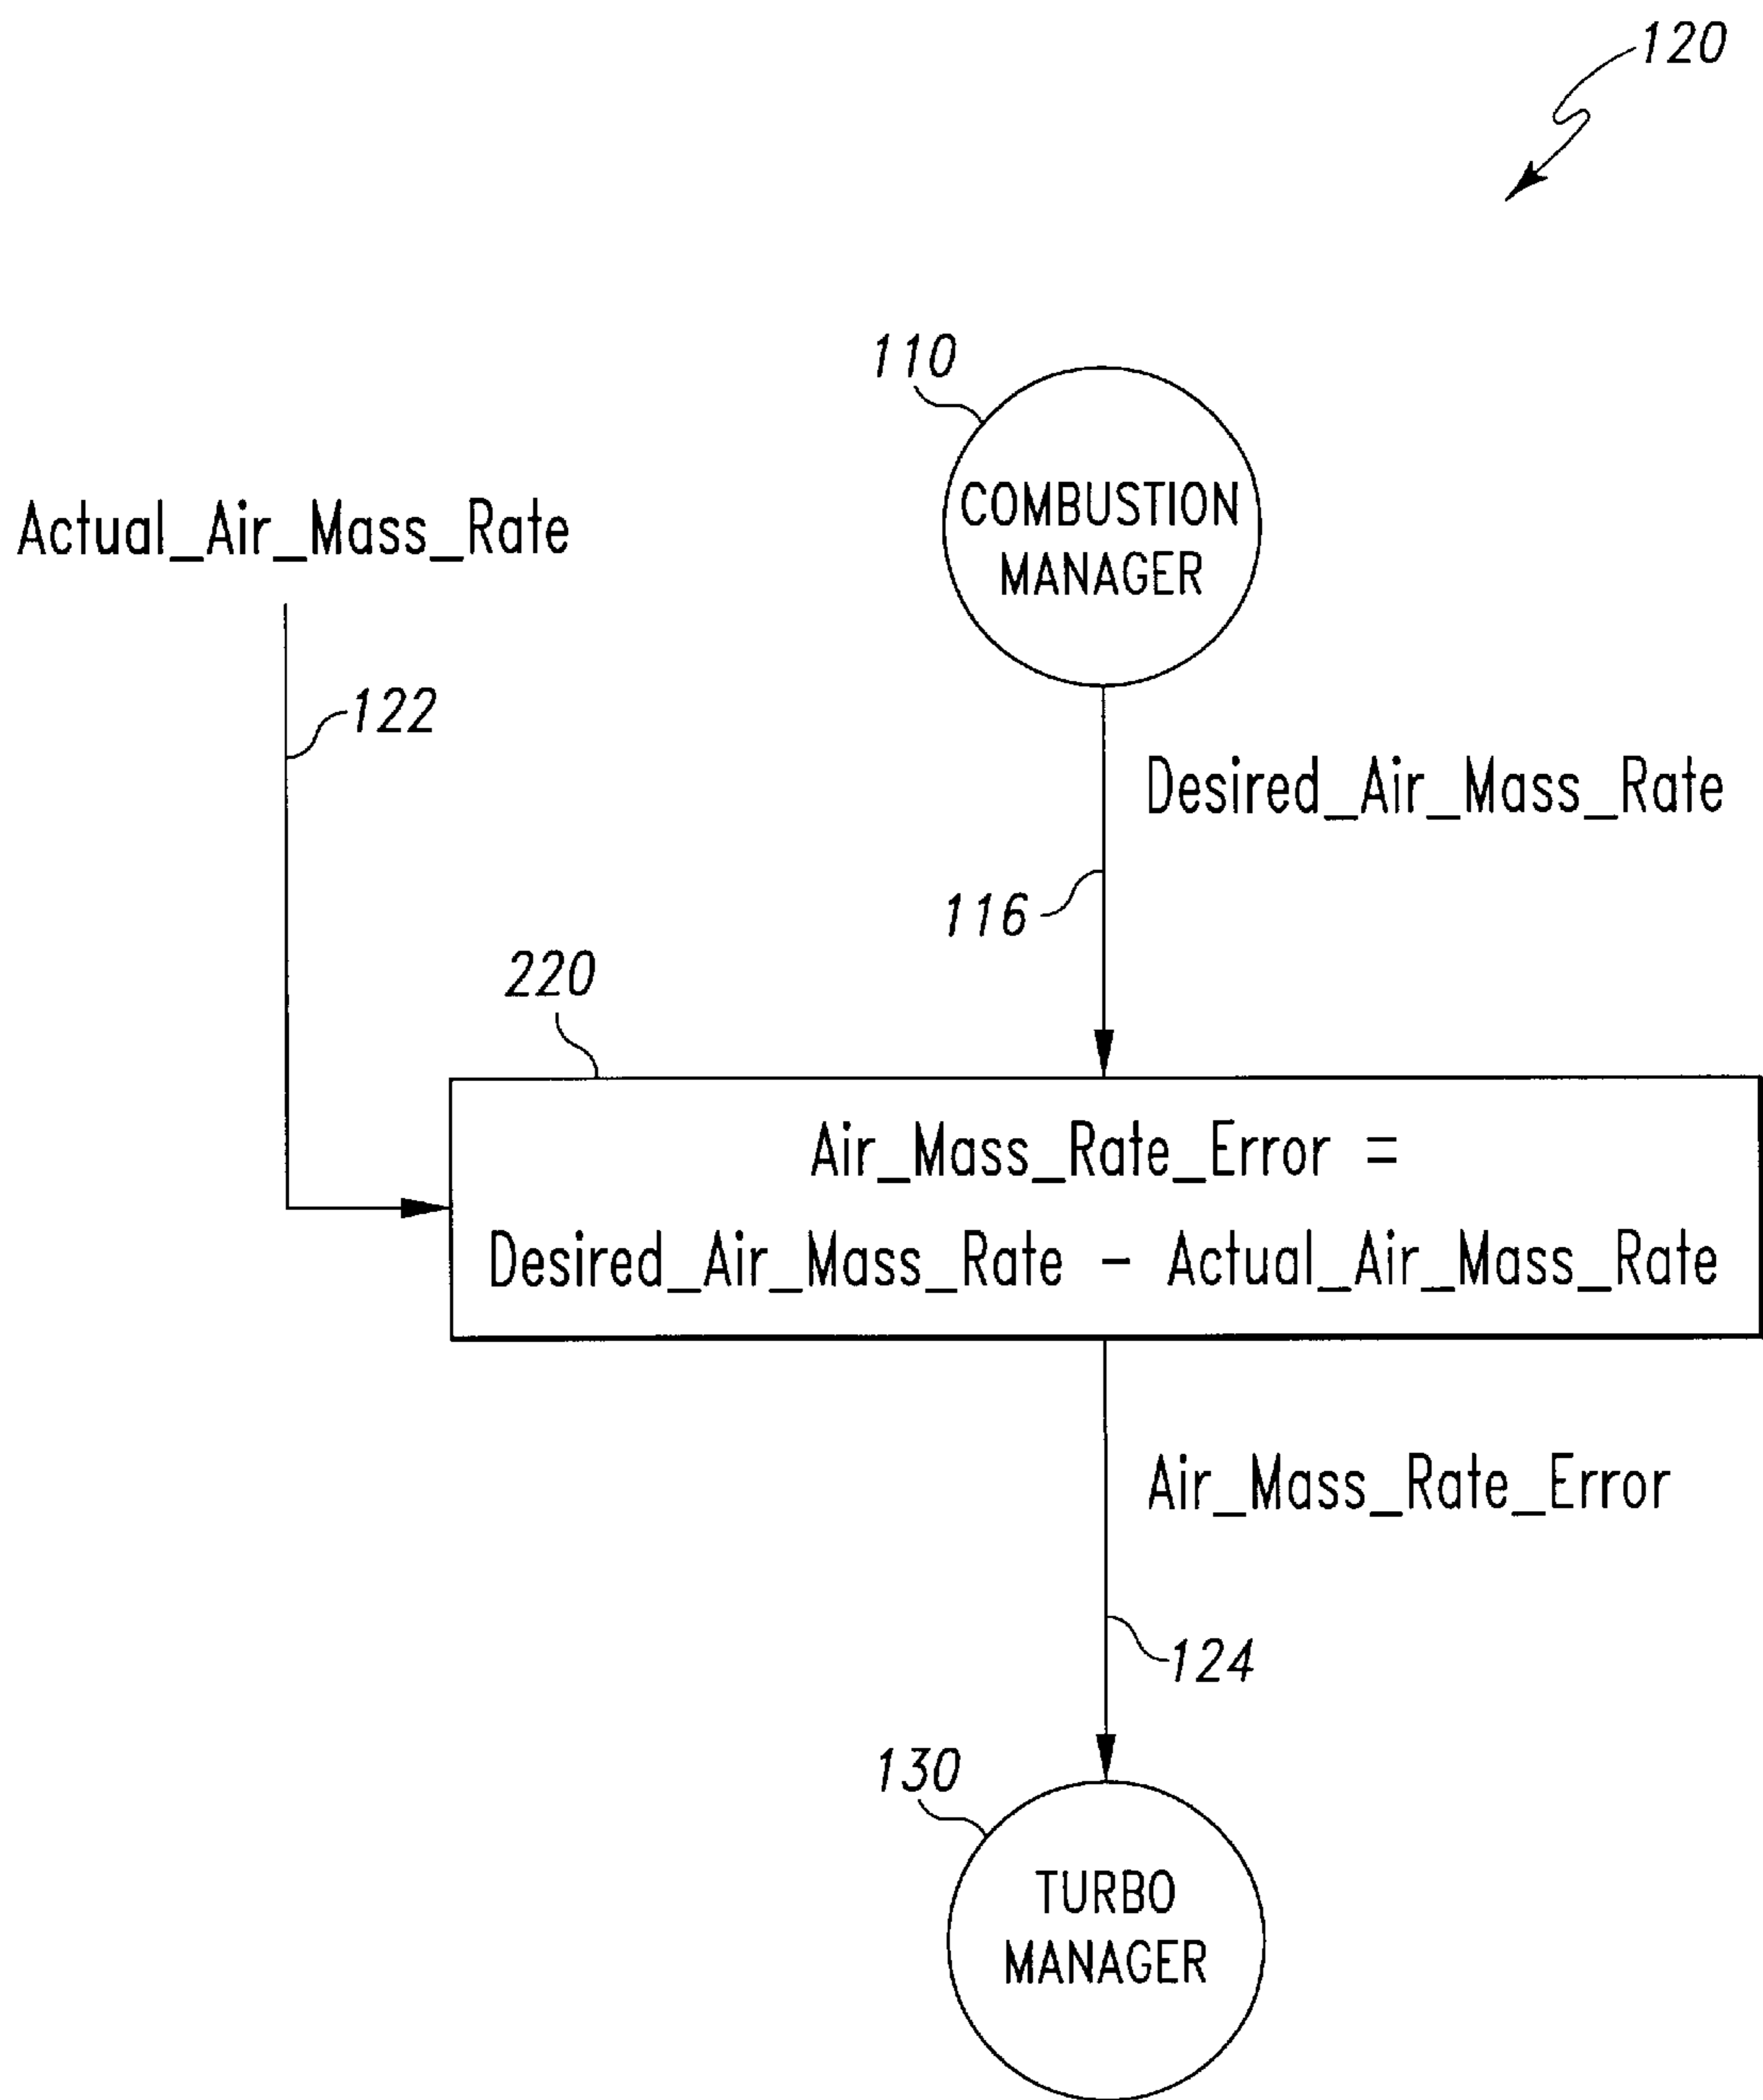 120
110
COMBUSTION
MANAGER
Actual_Air_Mass_Rate
122
Desired_Air_Mass_Rate
116
220
Air_Mass_Rate_Error =
Desired_Air_Mass_Rate - Actual_Air_Mass_Rate
Air_Mass_Rate_Error
124
130
TURBO
MANAGER